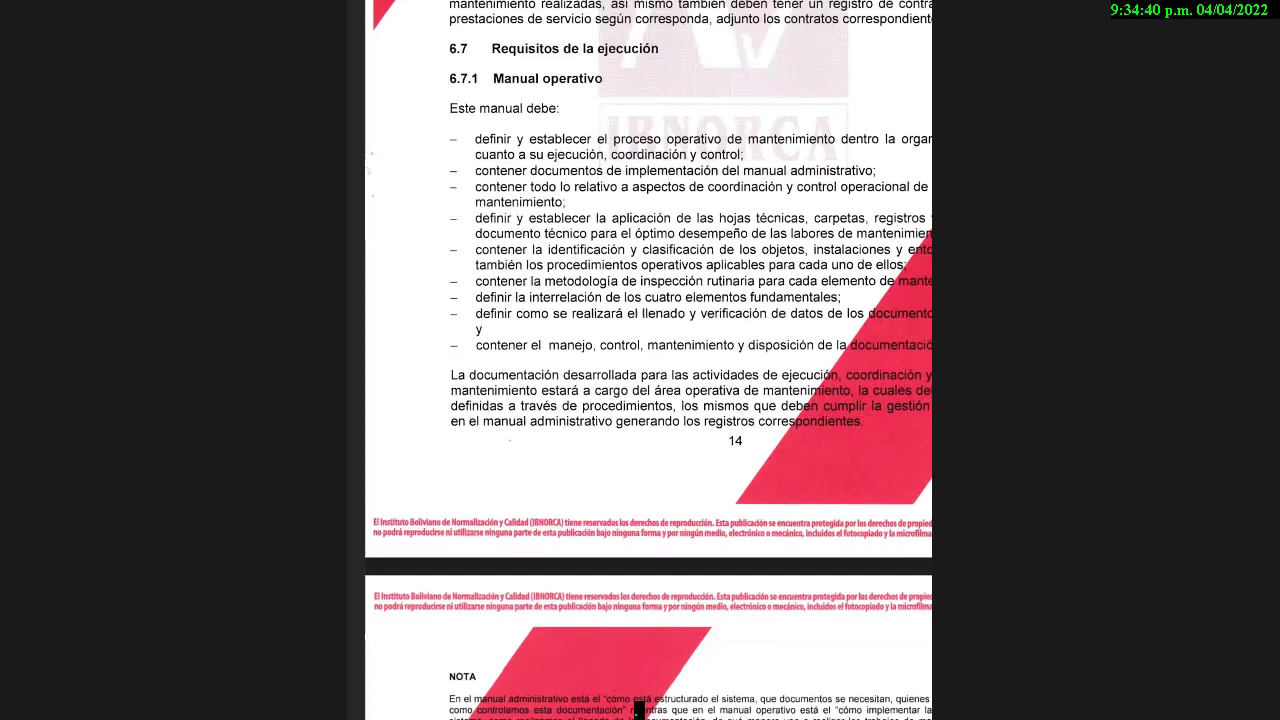 9:34:40 p.m. 04/04/2022
mantenimiento realizadas, así mismo también deben tener un registro de
prestaciones de servicio según corresponda, adjunto los contratos
6.7 Requisitos de la ejecución
6.7.1 Manual operativo
IBNORCA
Este manual debe:
– definir y establecer el proceso operativo de mantenimiento dentro la
cuanto a su ejecución, coordinación y control;
– contener documentos de implementación del manual administrativo;
– contener todo lo relativo a aspectos de coordinación y control operacional de
mantenimiento;
– definir y establecer la aplicación de las hojas técnicas, carpetas, registros
documento técnico para el óptimo desempeño de las labores de
– contener la identificación y clasificación de los objetos, instalaciones y
también los procedimientos operativos aplicables para cada uno de ellos;
– contener la metodología de inspección rutinaria para cada elemento de
– definir la interrelación de los cuatro elementos fundamentales;
– definir como se realizará el llenado y verificación de datos de los
y
– contener el manejo, control, mantenimiento y disposición de la
La documentación desarrollada para las actividades de ejecución, coordinación y
mantenimiento estará a cargo del área operativa de mantenimiento, la cuales
definidas a través de procedimientos, los mismos que deben cumplir la gestión
en el manual administrativo generando los registros correspondientes.
14
El Instituto Boliviano de Normalización y Calidad (IBNORCA) tiene reservados los derechos de reproducción. Esta publicación se encuentra protegida por los derechos de
no podrá reproducirse ni utilizarse ninguna parte de esta publicación bajo ninguna forma y por ningún medio, electrónico o mecánico, incluidos el fotocopiado y la
El Instituto Boliviano de Normalización y Calidad (IBNORCA) tiene reservados los derechos de reproducción. Esta publicación se encuentra protegida por los derechos de
no podrá reproducirse ni utilizarse ninguna parte de esta publicación bajo ninguna forma y por ningún medio, electrónico o mecánico, incluidos el fotocopiado y la
NOTA
En el manual administrativo está el "cómo está estructurado el sistema, que documentos se necesitan, quienes
como controlamos esta documentación" mientras que en el manual operativo está el "cómo implementar